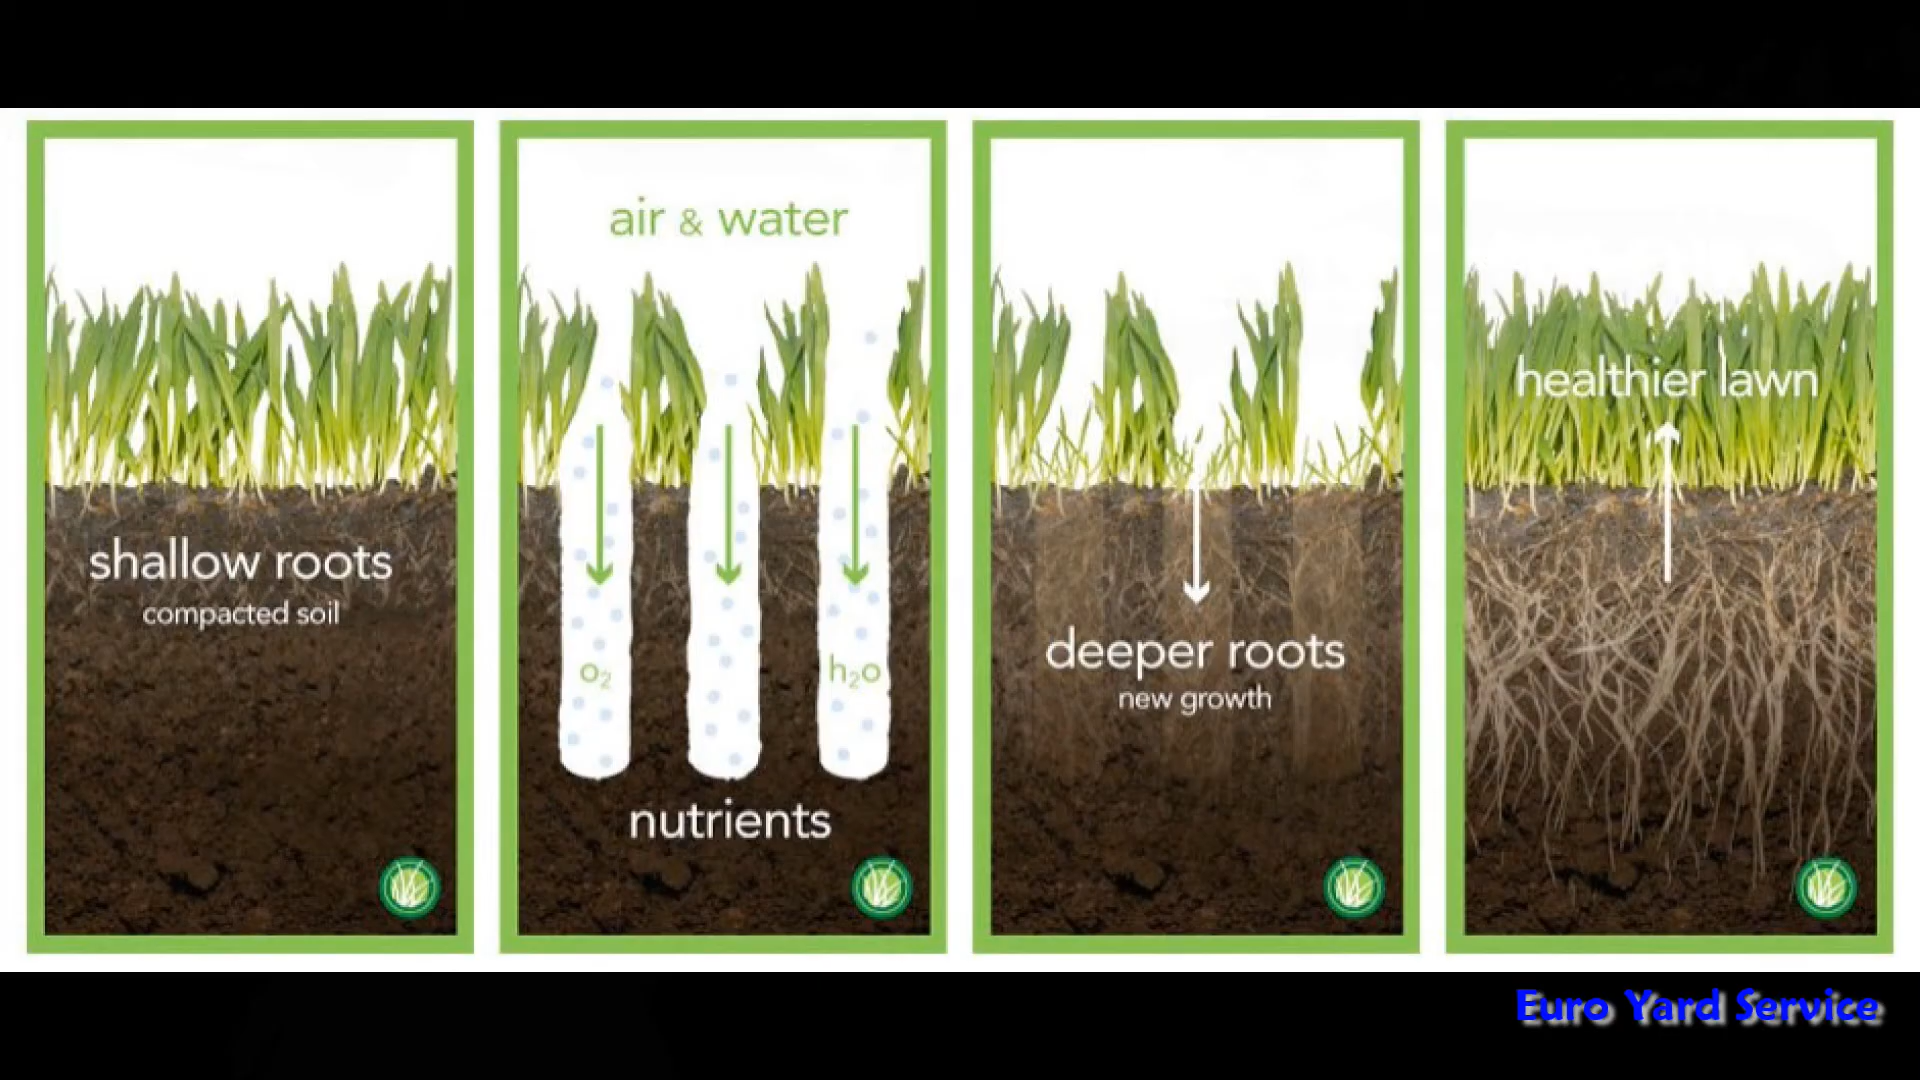 shallow roots
compacted soil
air & water
o₂
h₂o
nutrients
deeper roots
new growth
healthier lawn
Euro Yard Service